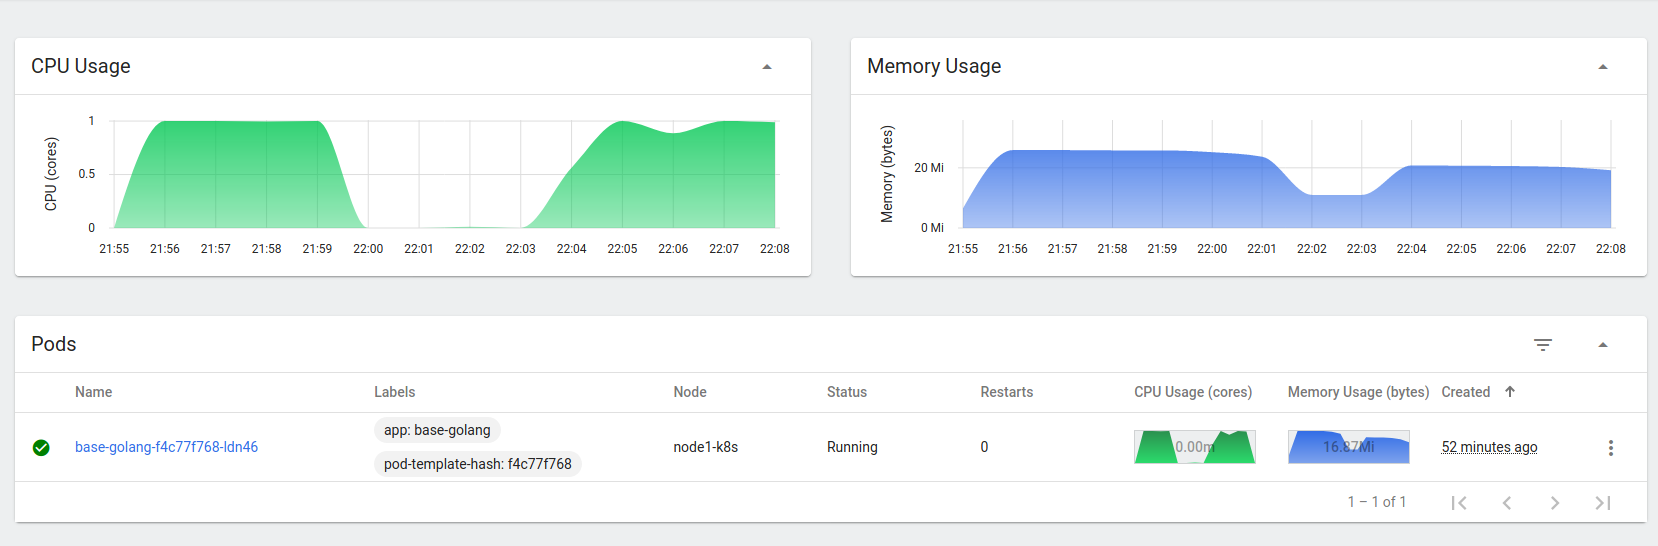 CPU Usage
CPU (cores)
1
0.5
0
21:55 21:56 21:57 21:58 21:59 22:00 22:01 22:02 22:03 22:04 22:05 22:06 22:07 22:08
Memory Usage
Memory (bytes)
20 Mi
0 Mi
21:55 21:56 21:57 21:58 21:59 22:00 22:01 22:02 22:03 22:04 22:05 22:06 22:07 22:08
Pods
Name Labels Node Status Restarts CPU Usage (cores) Memory Usage (bytes) Created
app: base-golang
base-golang-f4c77f768-ldn46 node1-k8s Running 0 0.00m 16.87Mi 52 minutes ago
pod-template-hash: f4c77f768
1 – 1 of 1